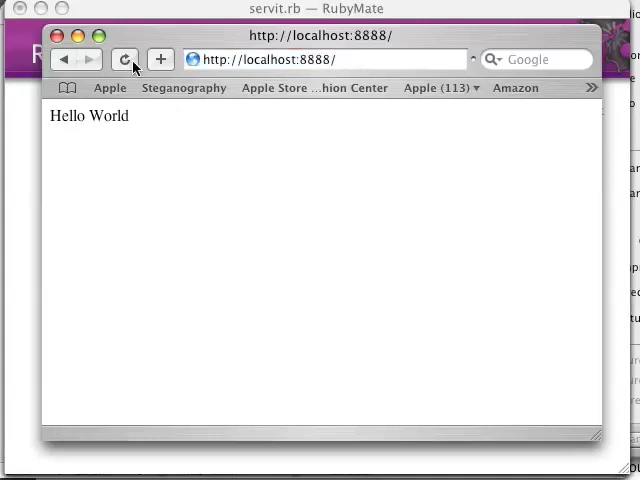 servit.rb — RubyMate
http://localhost:8888/
http://localhost:8888/
Google
Apple Steganography Apple Store ...hion Center Apple (113) Amazon
Hello World
R